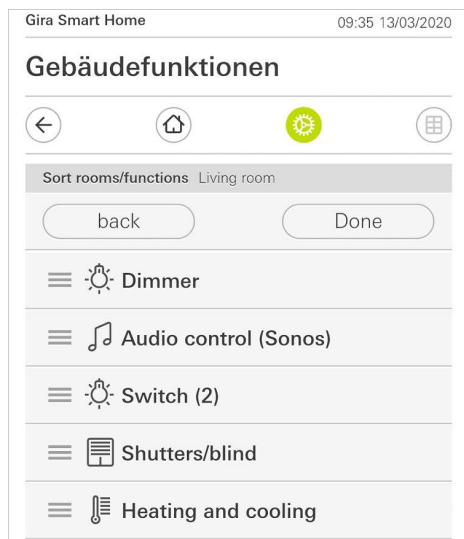 Gira Smart Home 09:35 13/03/2020
Gebäudefunktionen
Sort rooms/functions Living room
back Done
Dimmer
Audio control (Sonos)
Switch (2)
Shutters/blind
Heating and cooling